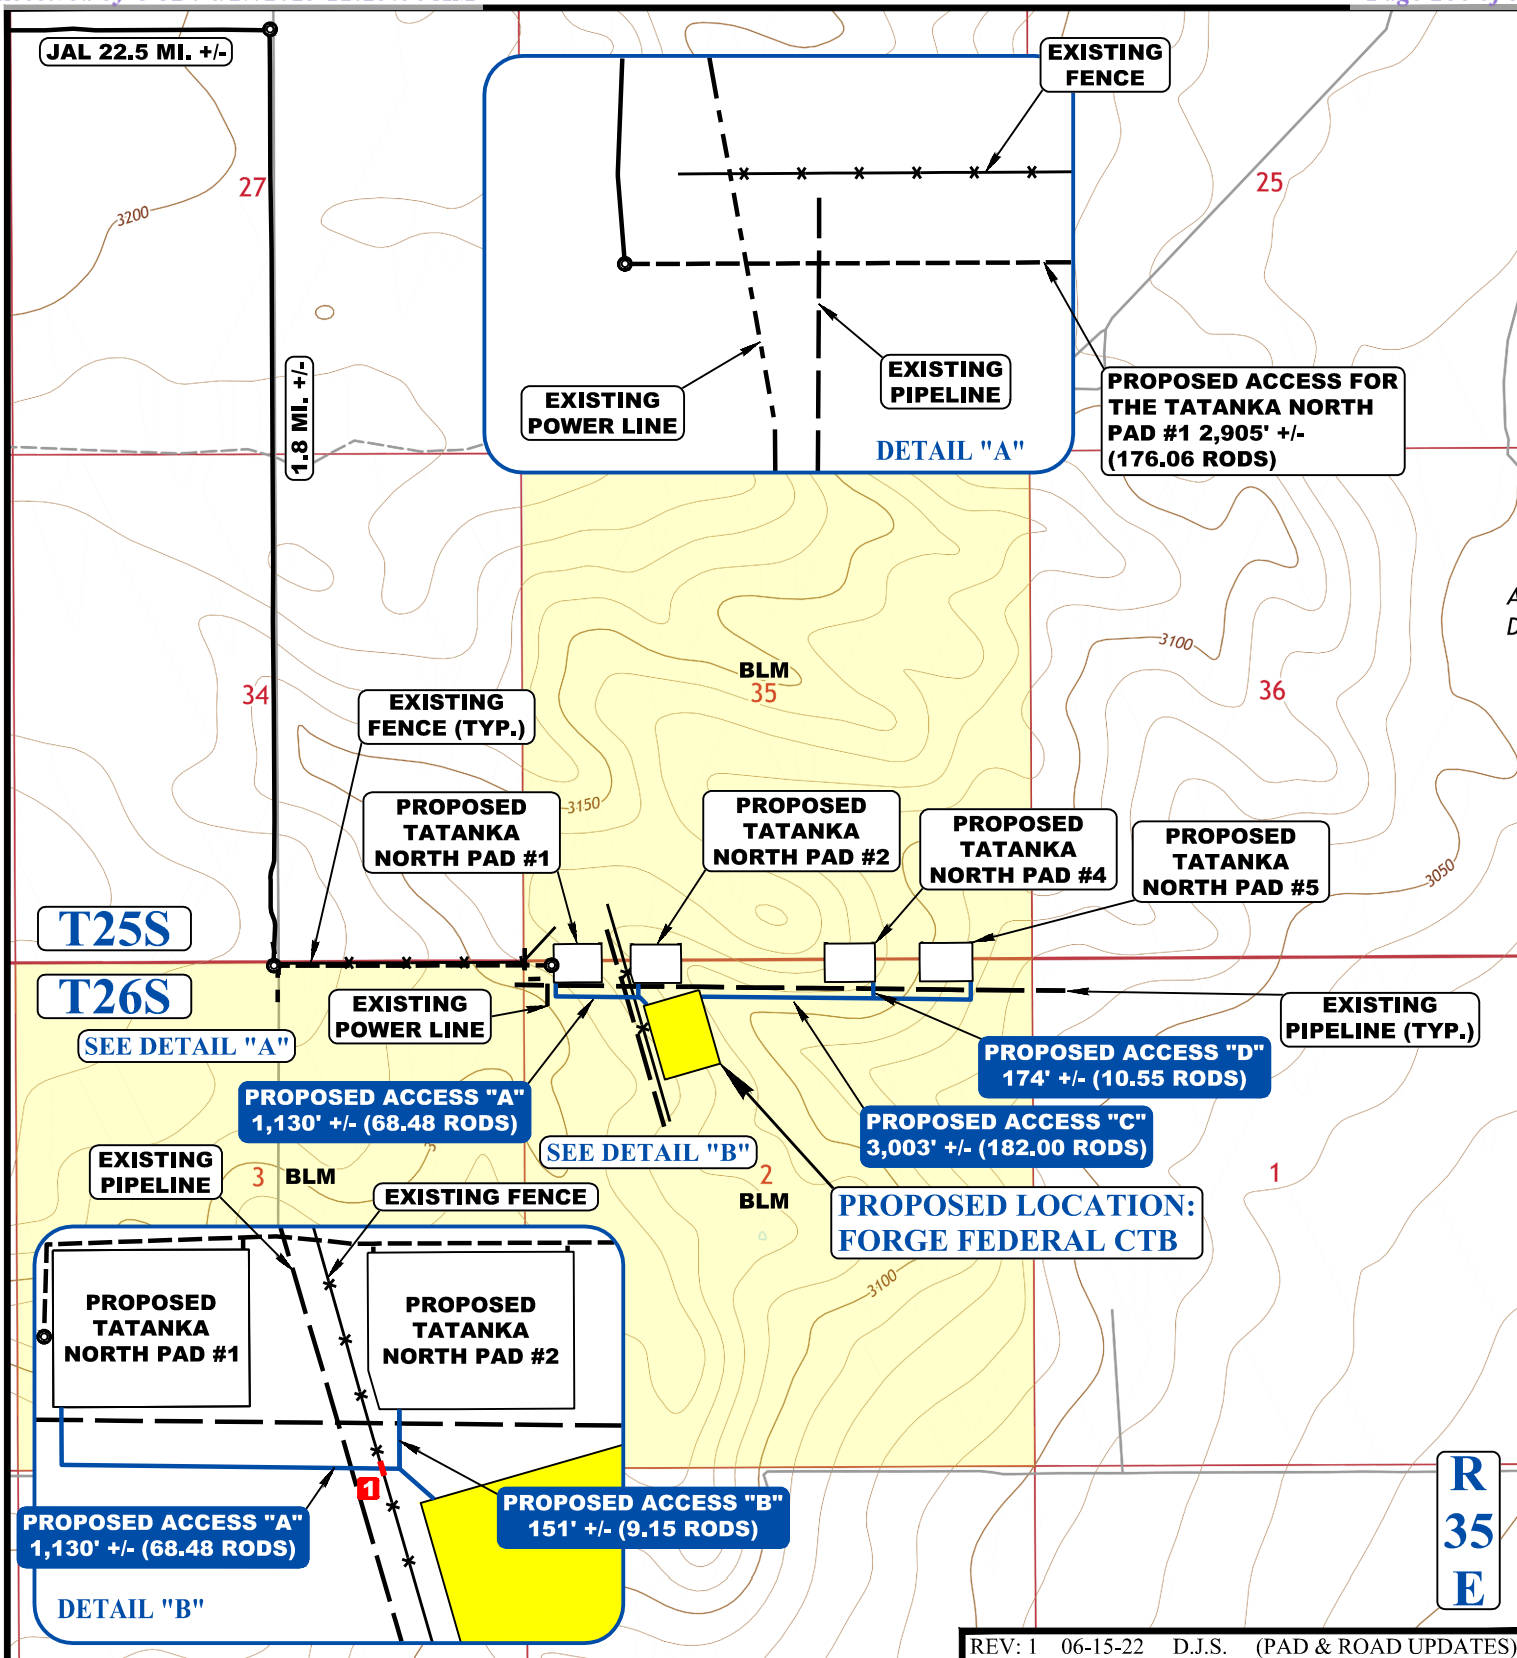 JAL 22.5 MI. +/-
EXISTING
FENCE
27
25
3200
1.8 MI. +/-
EXISTING
POWER LINE
EXISTING
PIPELINE
DETAIL "A"
PROPOSED ACCESS FOR
THE TATANKA NORTH
PAD #1 2,905' +/-
(176.06 RODS)
3100
BLM
35
34
36
EXISTING
FENCE (TYP.)
3150
PROPOSED
TATANKA
NORTH PAD #1
PROPOSED
TATANKA
NORTH PAD #2
PROPOSED
TATANKA
NORTH PAD #4
PROPOSED
TATANKA
NORTH PAD #5
3050
T25S
T26S
EXISTING
POWER LINE
EXISTING
PIPELINE (TYP.)
SEE DETAIL "A"
PROPOSED ACCESS "D"
174' +/- (10.55 RODS)
PROPOSED ACCESS "A"
1,130' +/- (68.48 RODS)
PROPOSED ACCESS "C"
3,003' +/- (182.00 RODS)
SEE DETAIL "B"
EXISTING
PIPELINE
3 BLM
EXISTING FENCE
2
BLM
1
PROPOSED LOCATION:
FORGE FEDERAL CTB
3100
PROPOSED
TATANKA
NORTH PAD #1
PROPOSED
TATANKA
NORTH PAD #2
1
PROPOSED ACCESS "A"
1,130' +/- (68.48 RODS)
PROPOSED ACCESS "B"
151' +/- (9.15 RODS)
DETAIL "B"
R
35
E
REV: 1 06-15-22 D.J.S. (PAD & ROAD UPDATES)